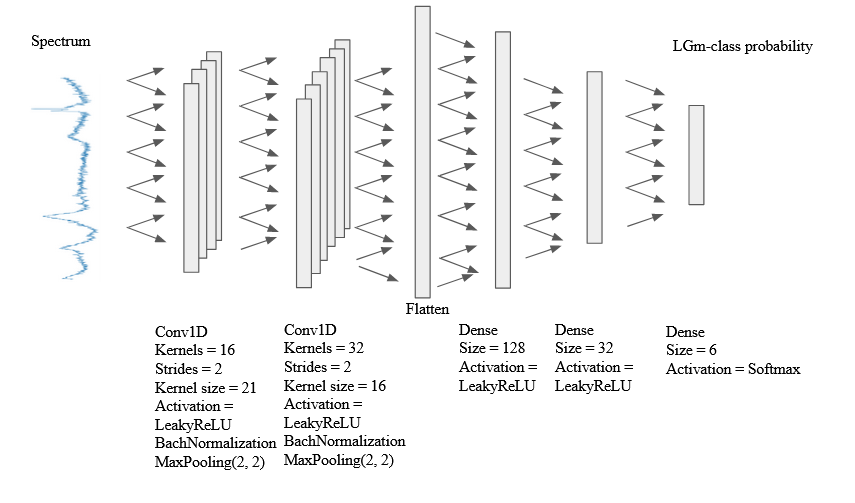 Spectrum
LGm-class probability
Flatten
Conv1D
Kernels = 16
Strides = 2
Kernel size = 21
Activation =
LeakyReLU
BachNormalization
MaxPooling(2, 2)
Conv1D
Kernels = 32
Strides = 2
Kernel size = 16
Activation =
LeakyReLU
BachNormalization
MaxPooling(2, 2)
Dense
Size = 128
Activation =
LeakyReLU
Dense
Size = 32
Activation =
LeakyReLU
Dense
Size = 6
Activation = Softmax